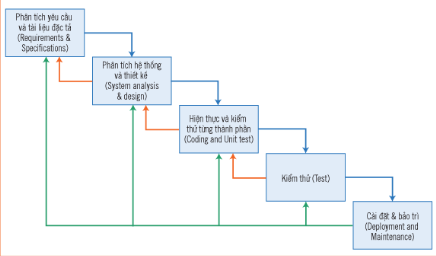 Phân tích yêu cầu
và tài liệu đặc tả
(Requirements &
Specifications)
Phân tích hệ thống
và thiết kế
(System analysis
& design)
Hiện thực và kiểm
thử từng thành phần
(Coding and Unit test)
Kiểm thử (Test)
Cài đặt & bảo trì
(Deployment and
Maintenance)